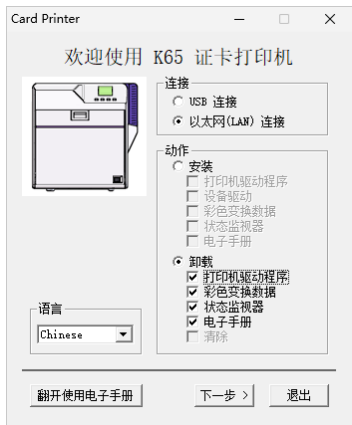 Card Printer
欢迎使用 K65 证卡打印机
连接
USB 连接
以太网(LAN) 连接
动作
安装
打印机驱动程序
设备驱动
彩色变换数据
状态监视器
电子手册
卸载
打印机驱动程序
彩色变换数据
状态监视器
电子手册
清除
语言
Chinese
翻开使用电子手册
下一步 >
退出